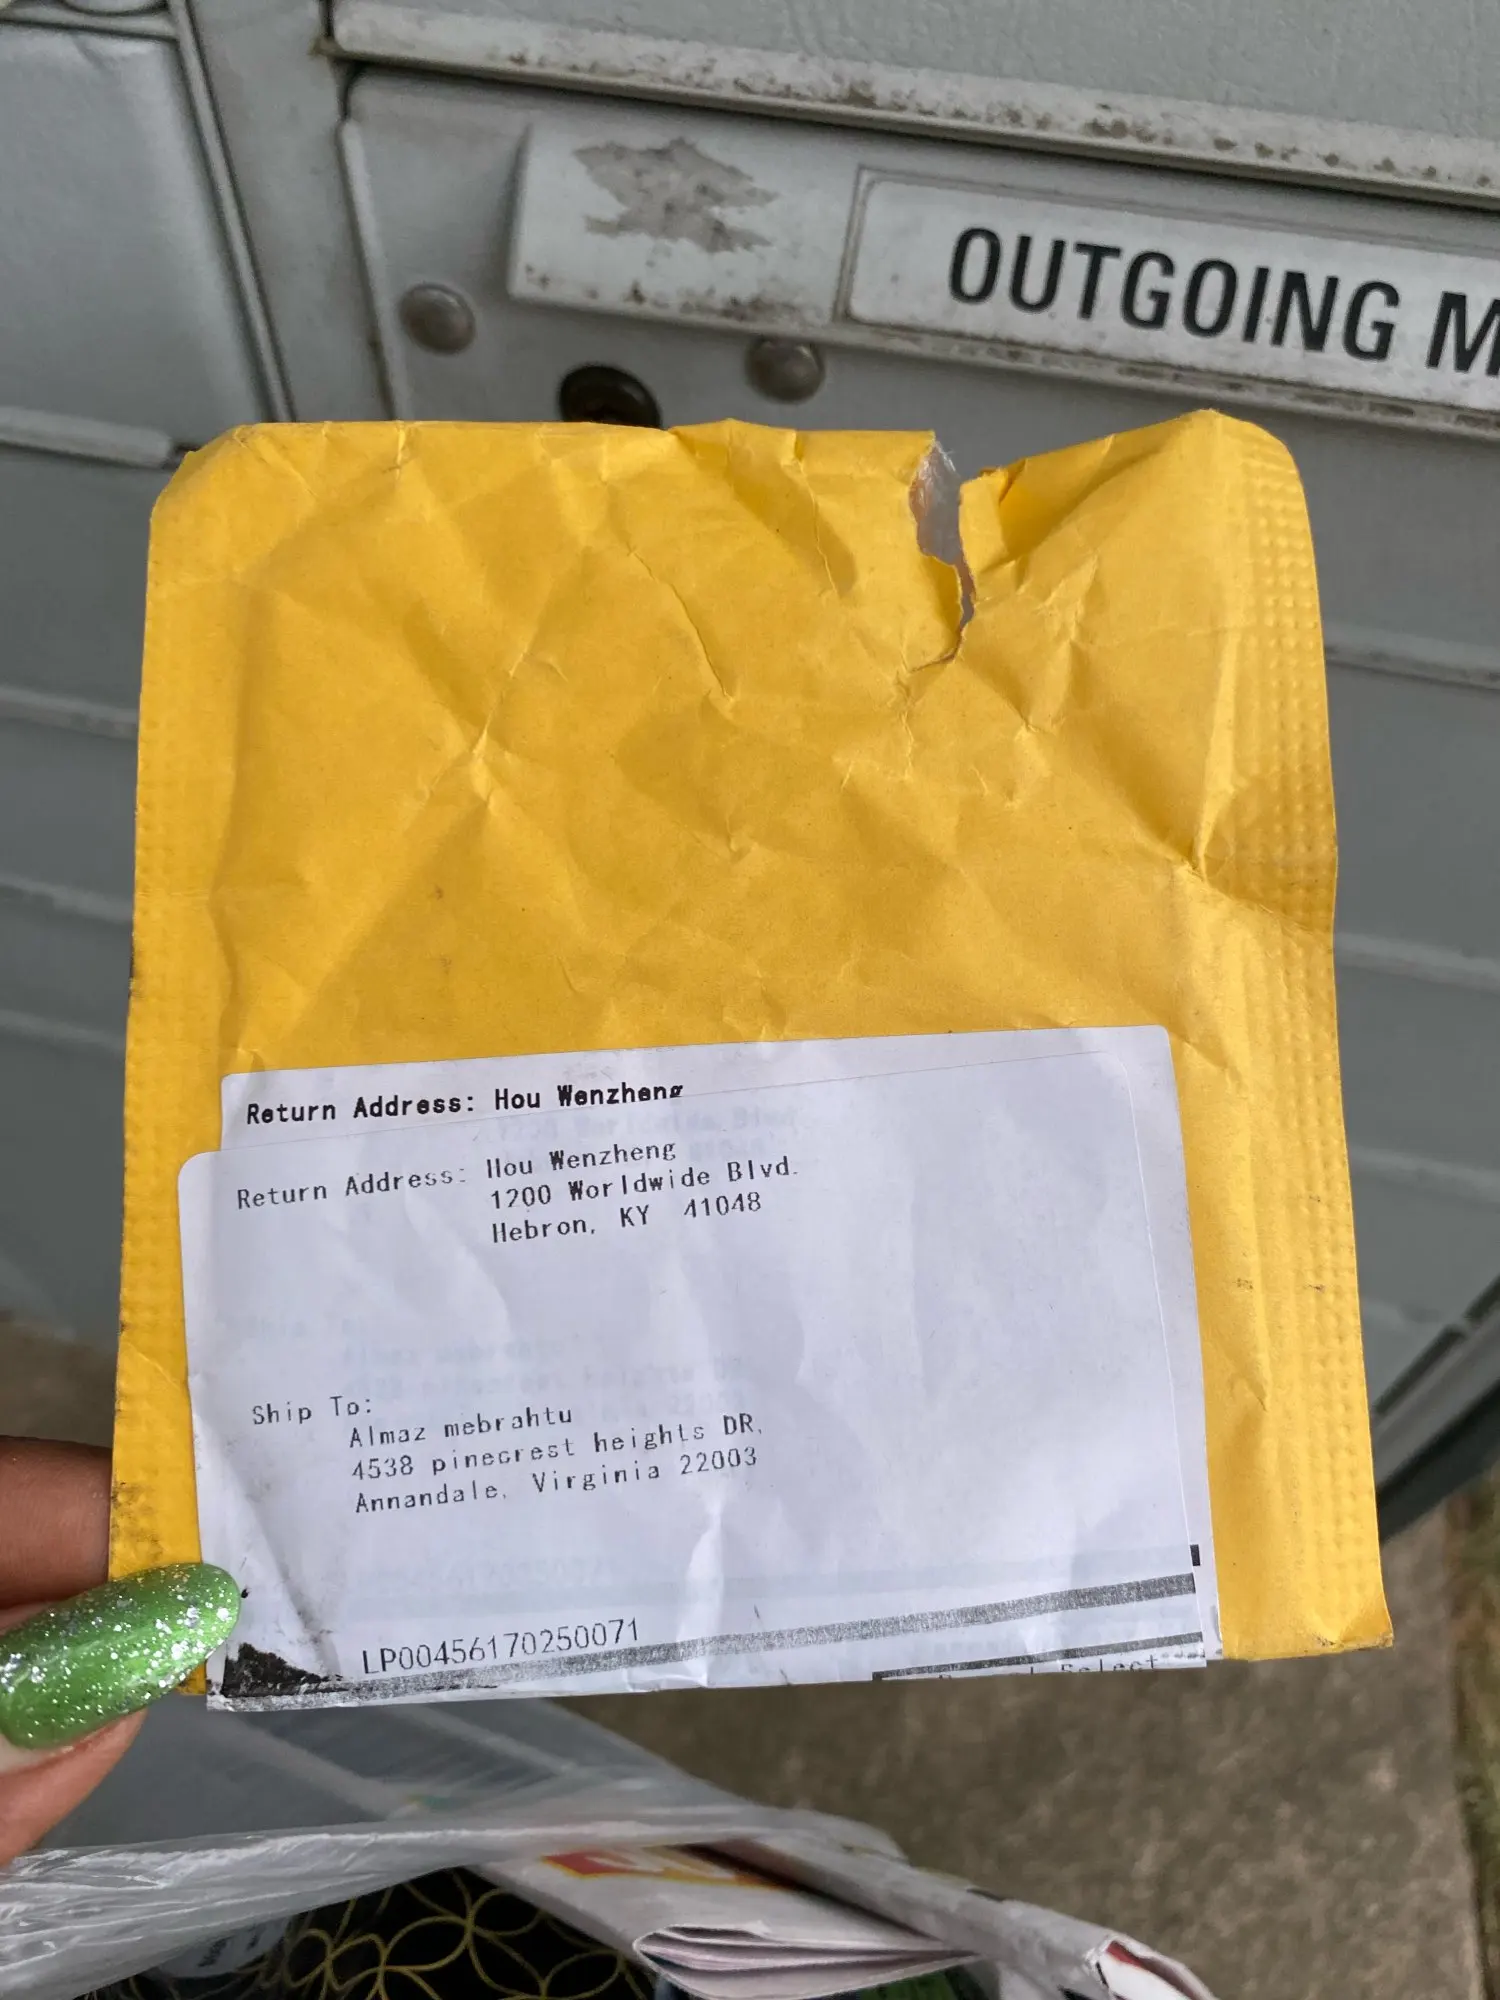 OUTGOING M
Return Address: Hou Wenzheng
Return Address: Hou Wenzheng
1200 Worldwide Blvd.
Hebron, KY 41048
Ship To:
Almaz mebrahtu
4538 pinecrest heights DR,
Annandale, Virginia 22003
LP00456170250071